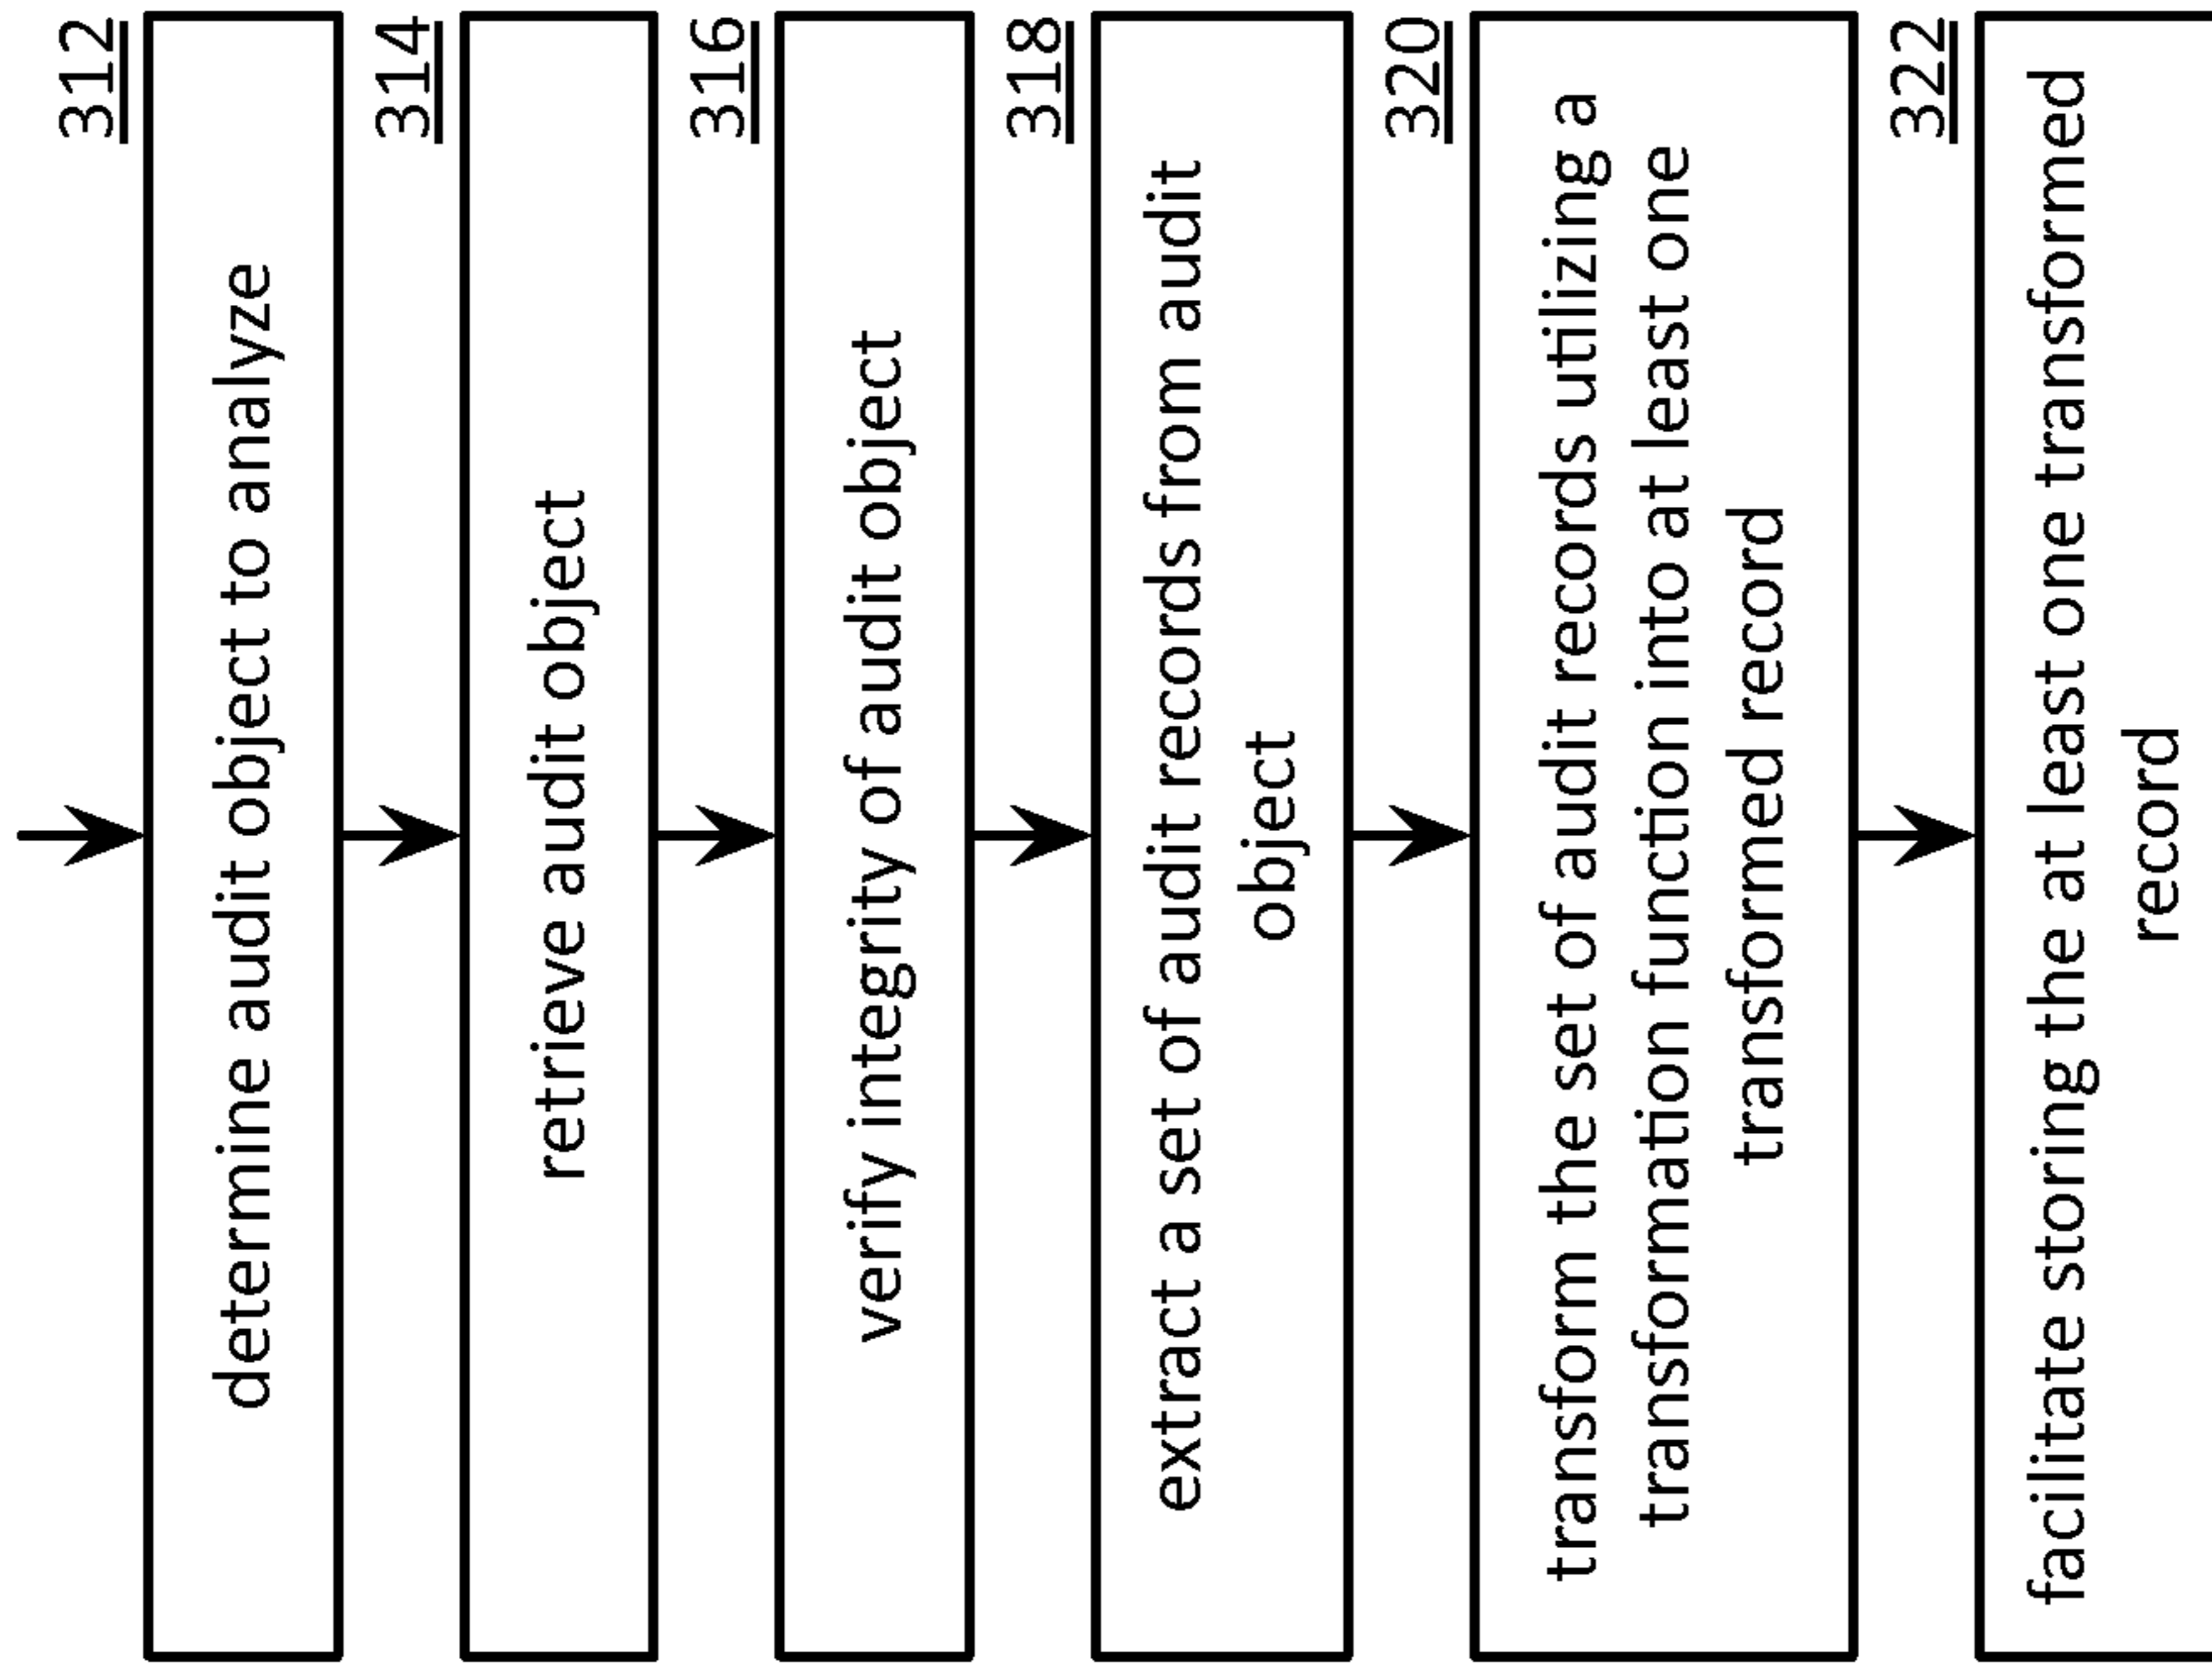 312
determine audit object to analyze
314
retrieve audit object
316
verify integrity of audit object
318
extract a set of audit records from audit
object
320
transform the set of audit records utilizing a
transformation function into at least one
transformed record
322
facilitate storing the at least one transformed
record